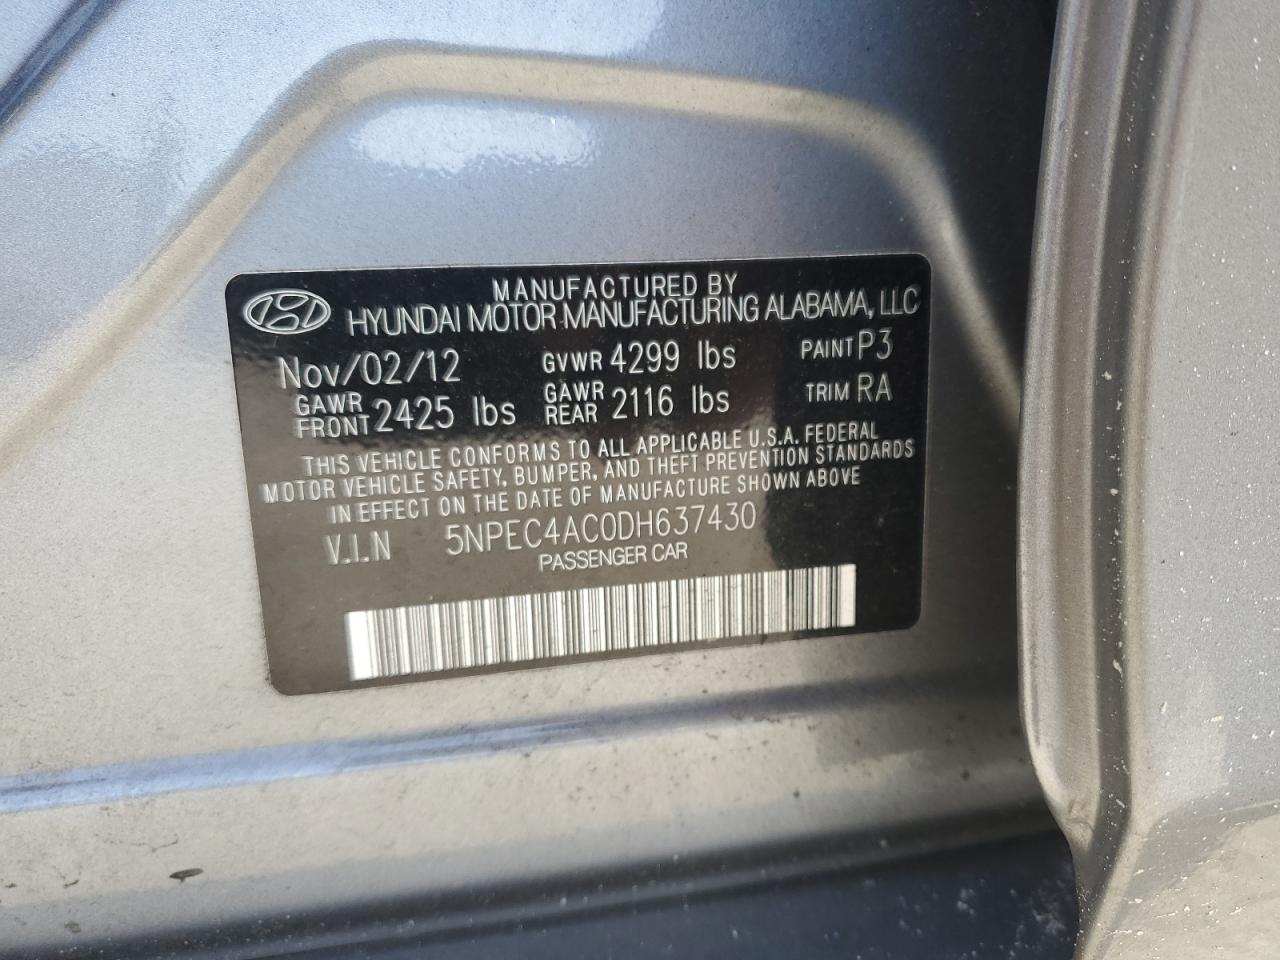 MANUFACTURED BY
HYUNDAI MOTOR MANUFACTURING ALABAMA, LLC
Nov/02/12 GVWR 4299 lbs PAINT P3
GAWR FRONT 2425 lbs GAWR REAR 2116 lbs TRIM RA
THIS VEHICLE CONFORMS TO ALL APPLICABLE U.S.A. FEDERAL
MOTOR VEHICLE SAFETY, BUMPER, AND THEFT PREVENTION STANDARDS
IN EFFECT ON THE DATE OF MANUFACTURE SHOWN ABOVE
V.I.N 5NPEC4AC0DH637430
PASSENGER CAR